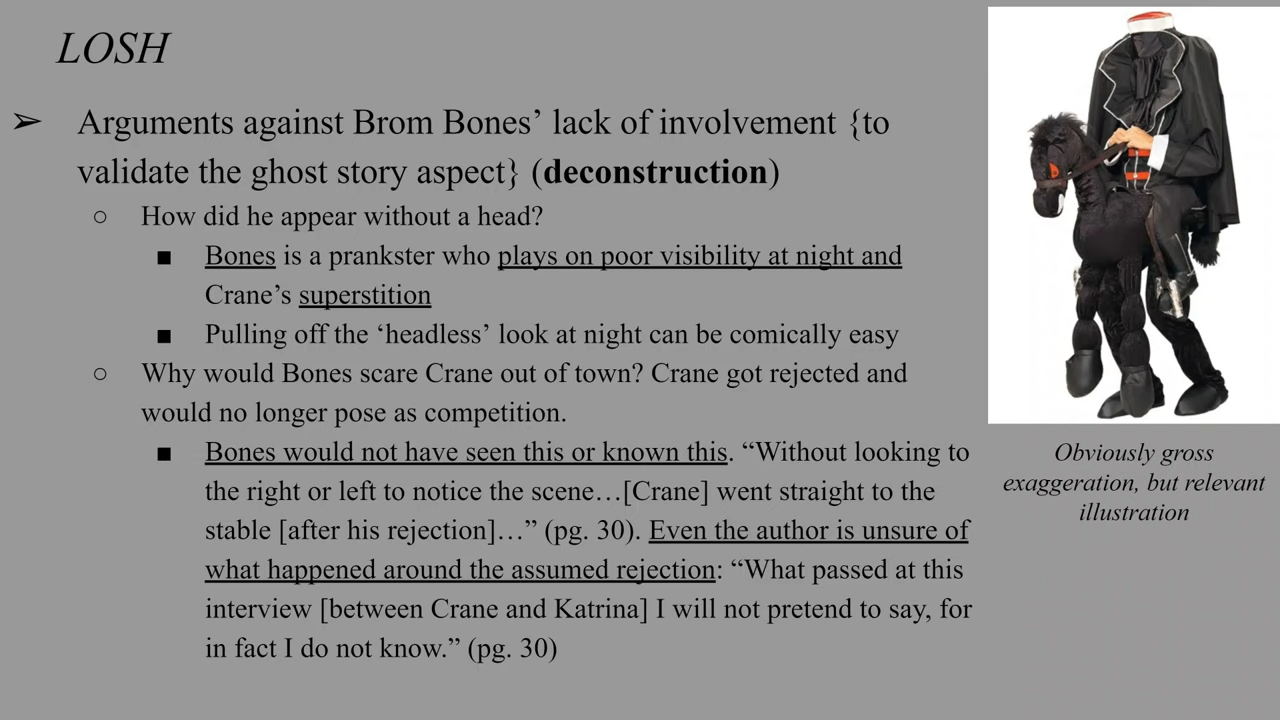 LOSH
➢ Arguments against Brom Bones’ lack of involvement {to
validate the ghost story aspect} (deconstruction)
○ How did he appear without a head?
■ Bones is a prankster who plays on poor visibility at night and
Crane’s superstition
■ Pulling off the ‘headless’ look at night can be comically easy
○ Why would Bones scare Crane out of town? Crane got rejected and
would no longer pose as competition.
■ Bones would not have seen this or known this. “Without looking to
the right or left to notice the scene…[Crane] went straight to the
stable [after his rejection]…” (pg. 30). Even the author is unsure of
what happened around the assumed rejection: “What passed at this
interview [between Crane and Katrina] I will not pretend to say, for
in fact I do not know.” (pg. 30)
Obviously gross
exaggeration, but relevant
illustration